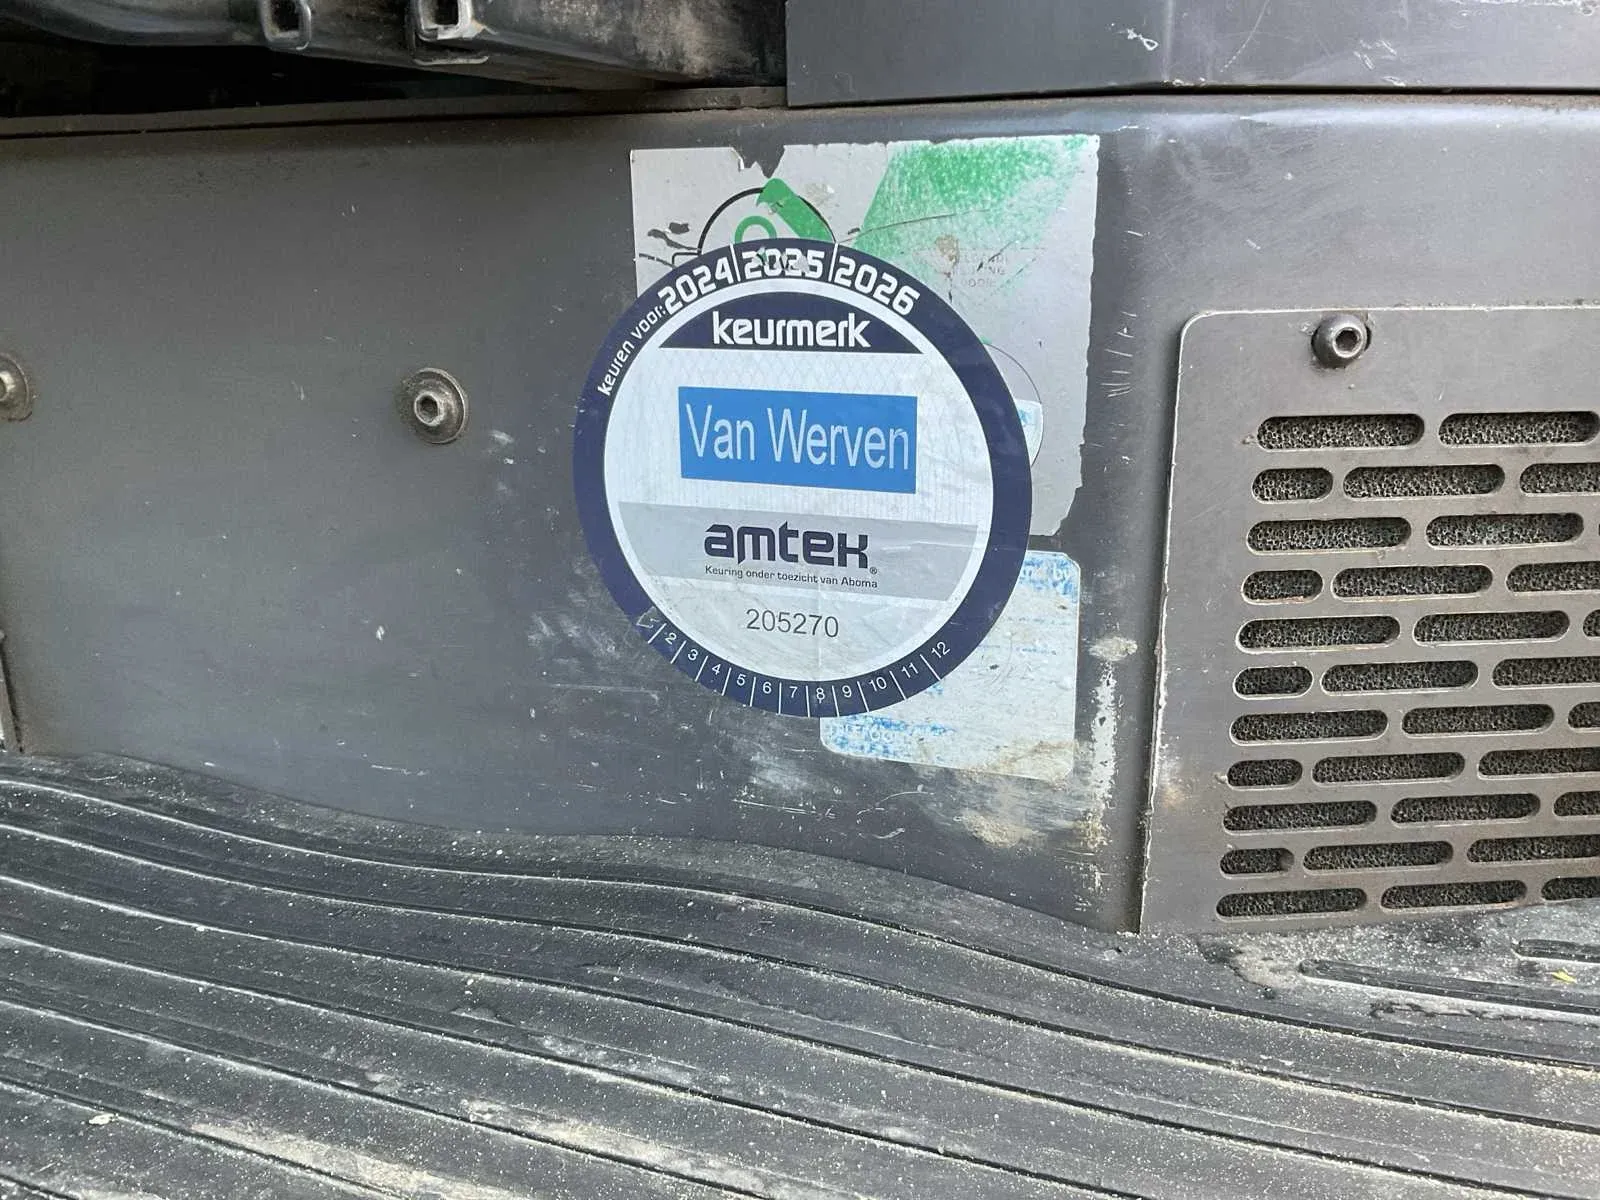 keuren voor: 2024 2025 2026
keurmerk
Van Werven
amtek®
Keuring onder toezicht van Aboma
205270
1 2 3 4 5 6 7 8 9 10 11 12